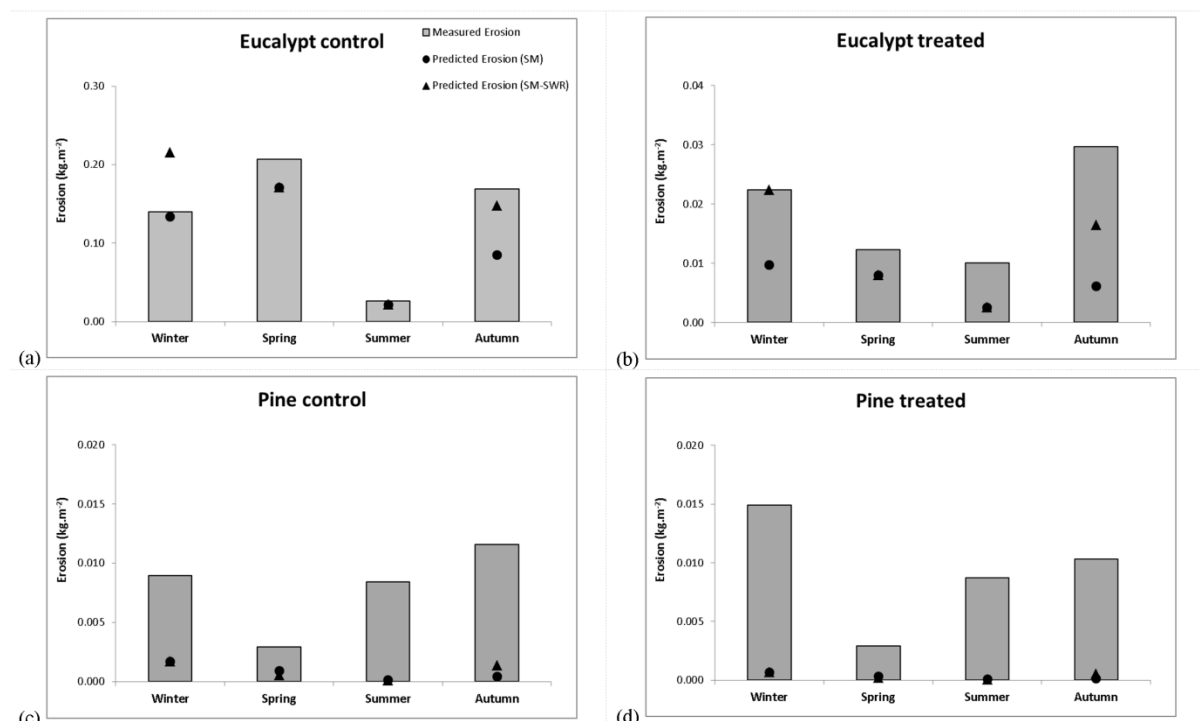 Eucalypt control
Measured Erosion
Predicted Erosion (SM)
Predicted Erosion (SM-SWR)
Erosion (kg.m⁻²)
0.30
0.20
0.10
0.00
Winter Spring Summer Autumn
(a)
Eucalypt treated
Erosion (kg.m⁻²)
0.04
0.03
0.02
0.01
0.00
Winter Spring Summer Autumn
(b)
Pine control
Erosion (kg.m⁻²)
0.020
0.015
0.010
0.005
0.000
Winter Spring Summer Autumn
(c)
Pine treated
Erosion (kg.m⁻²)
0.020
0.015
0.010
0.005
0.000
Winter Spring Summer Autumn
(d)